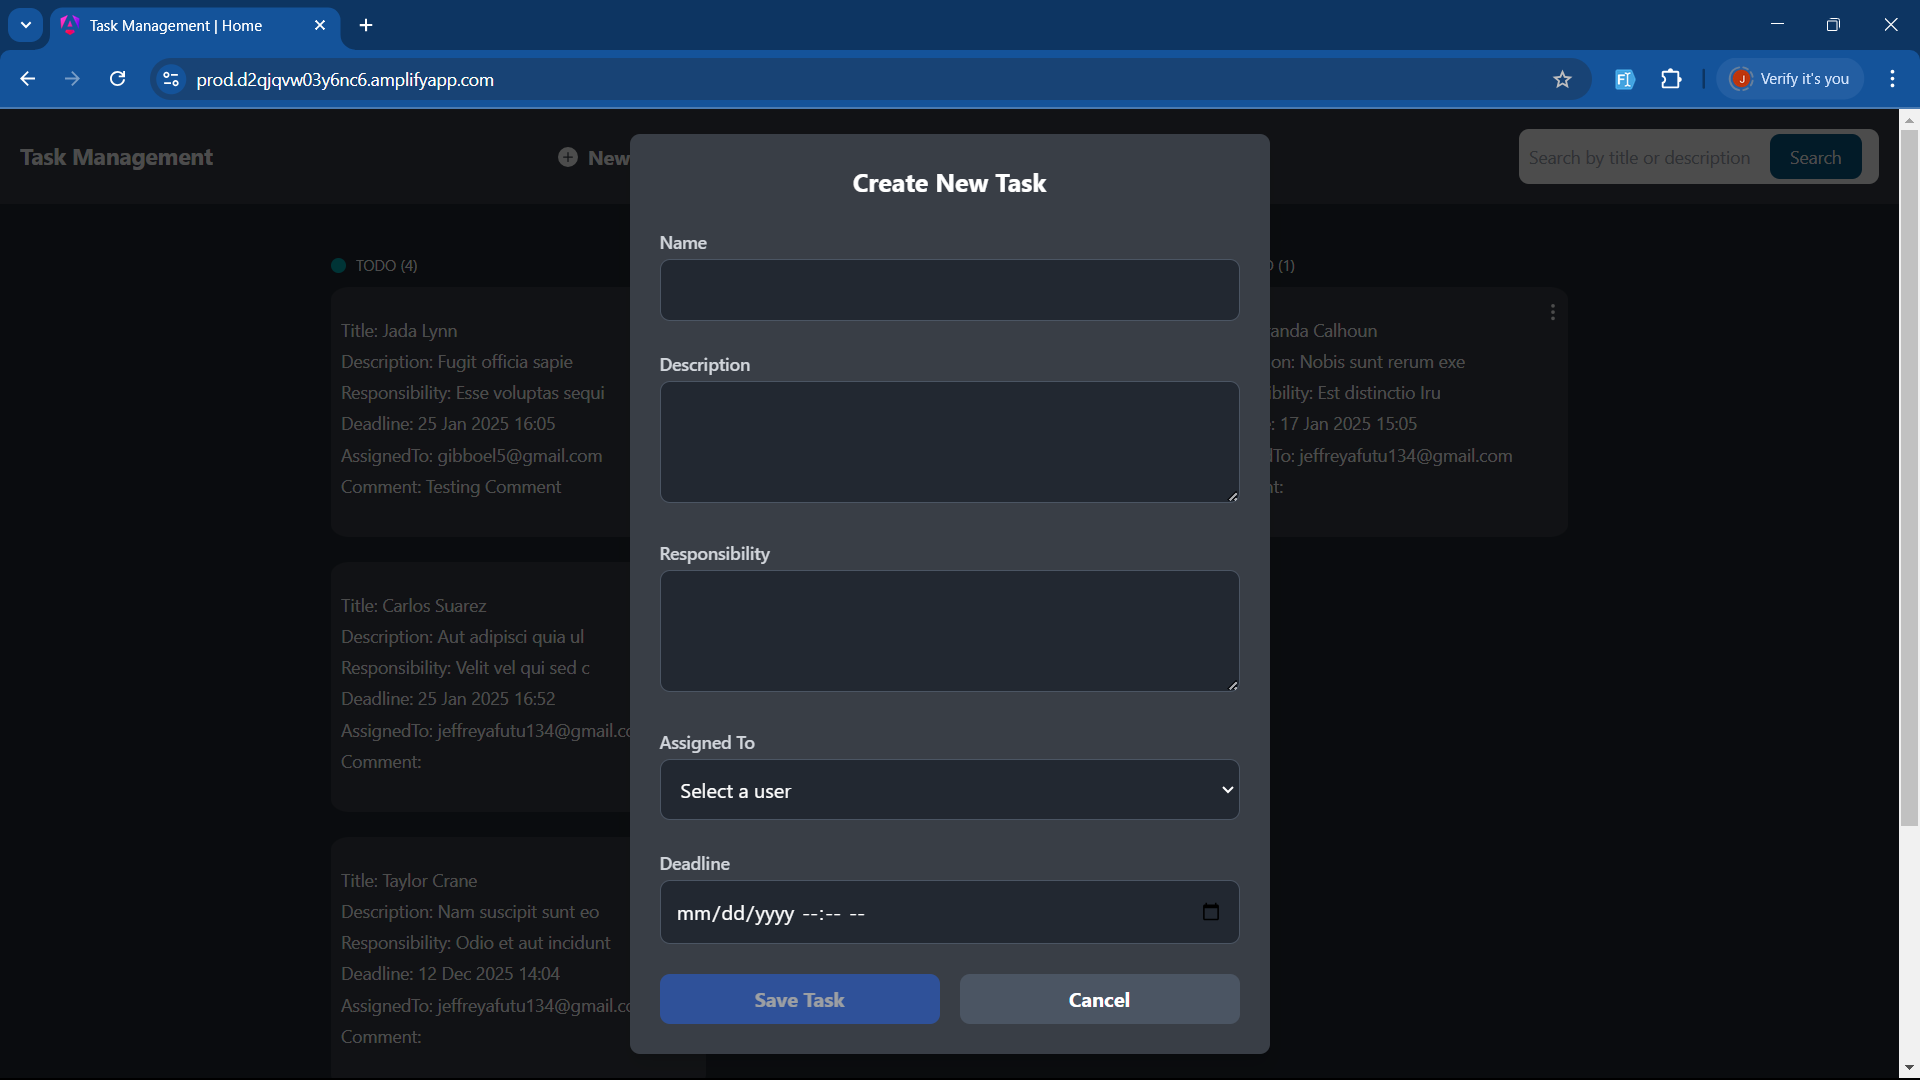 Task Management | Home
prod.d2qjqvw03y6nc6.amplifyapp.com
Verify it's you
Task Management
New
Search by title or description
Search
TODO (4)
Title: Jada Lynn
Description: Fugit officia sapie
Responsibility: Esse voluptas sequi
Deadline: 25 Jan 2025 16:05
AssignedTo: gibboel5@gmail.com
Comment: Testing Comment
Title: Carlos Suarez
Description: Aut adipisci quia ul
Responsibility: Velit vel qui sed c
Deadline: 25 Jan 2025 16:52
AssignedTo: jeffreyafutu134@gmail.co
Comment:
Title: Taylor Crane
Description: Nam suscipit sunt eo
Responsibility: Odio et aut incidunt
Deadline: 12 Dec 2025 14:04
AssignedTo: jeffreyafutu134@gmail.co
Comment:
Create New Task
Name
Description
Responsibility
Assigned To
Select a user
Deadline
mm/dd/yyyy --:-- --
Save Task
Cancel
(1)
anda Calhoun
on: Nobis sunt rerum exe
ibility: Est distinctio Iru
: 17 Jan 2025 15:05
To: jeffreyafutu134@gmail.com
nt: